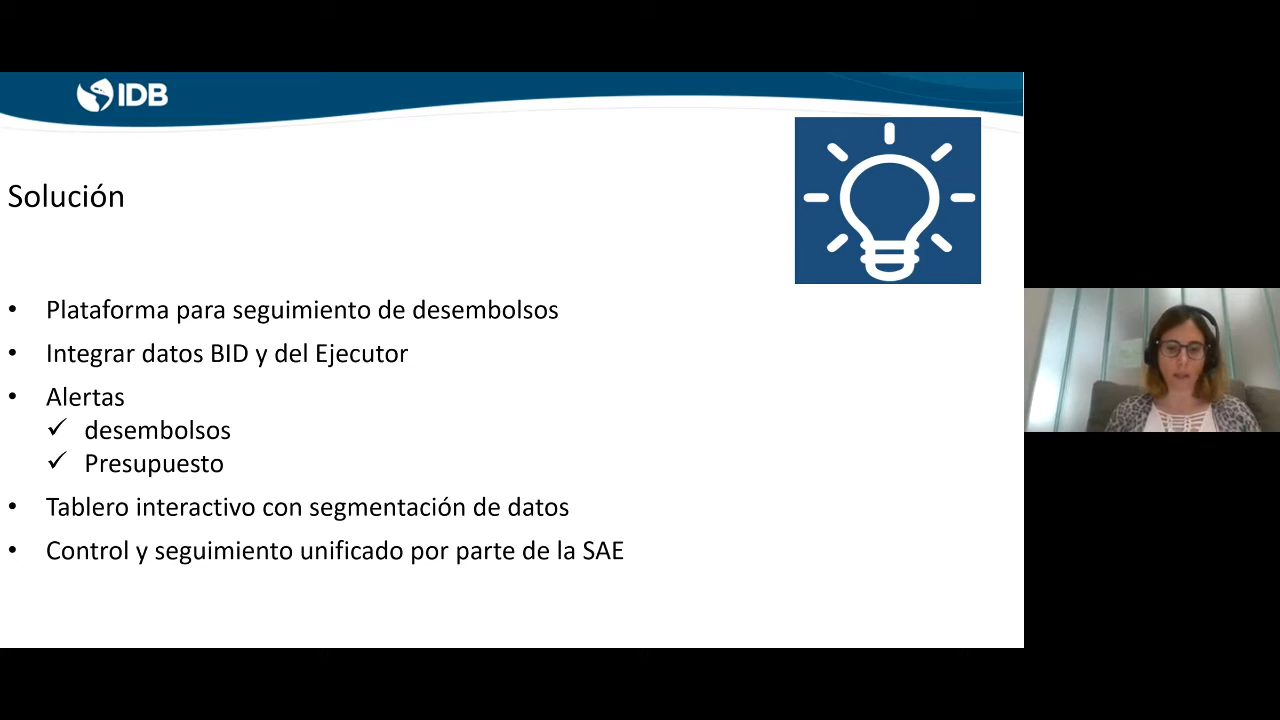 IDB
Solución
• Plataforma para seguimiento de desembolsos
• Integrar datos BID y del Ejecutor
• Alertas
✓ desembolsos
✓ Presupuesto
• Tablero interactivo con segmentación de datos
• Control y seguimiento unificado por parte de la SAE